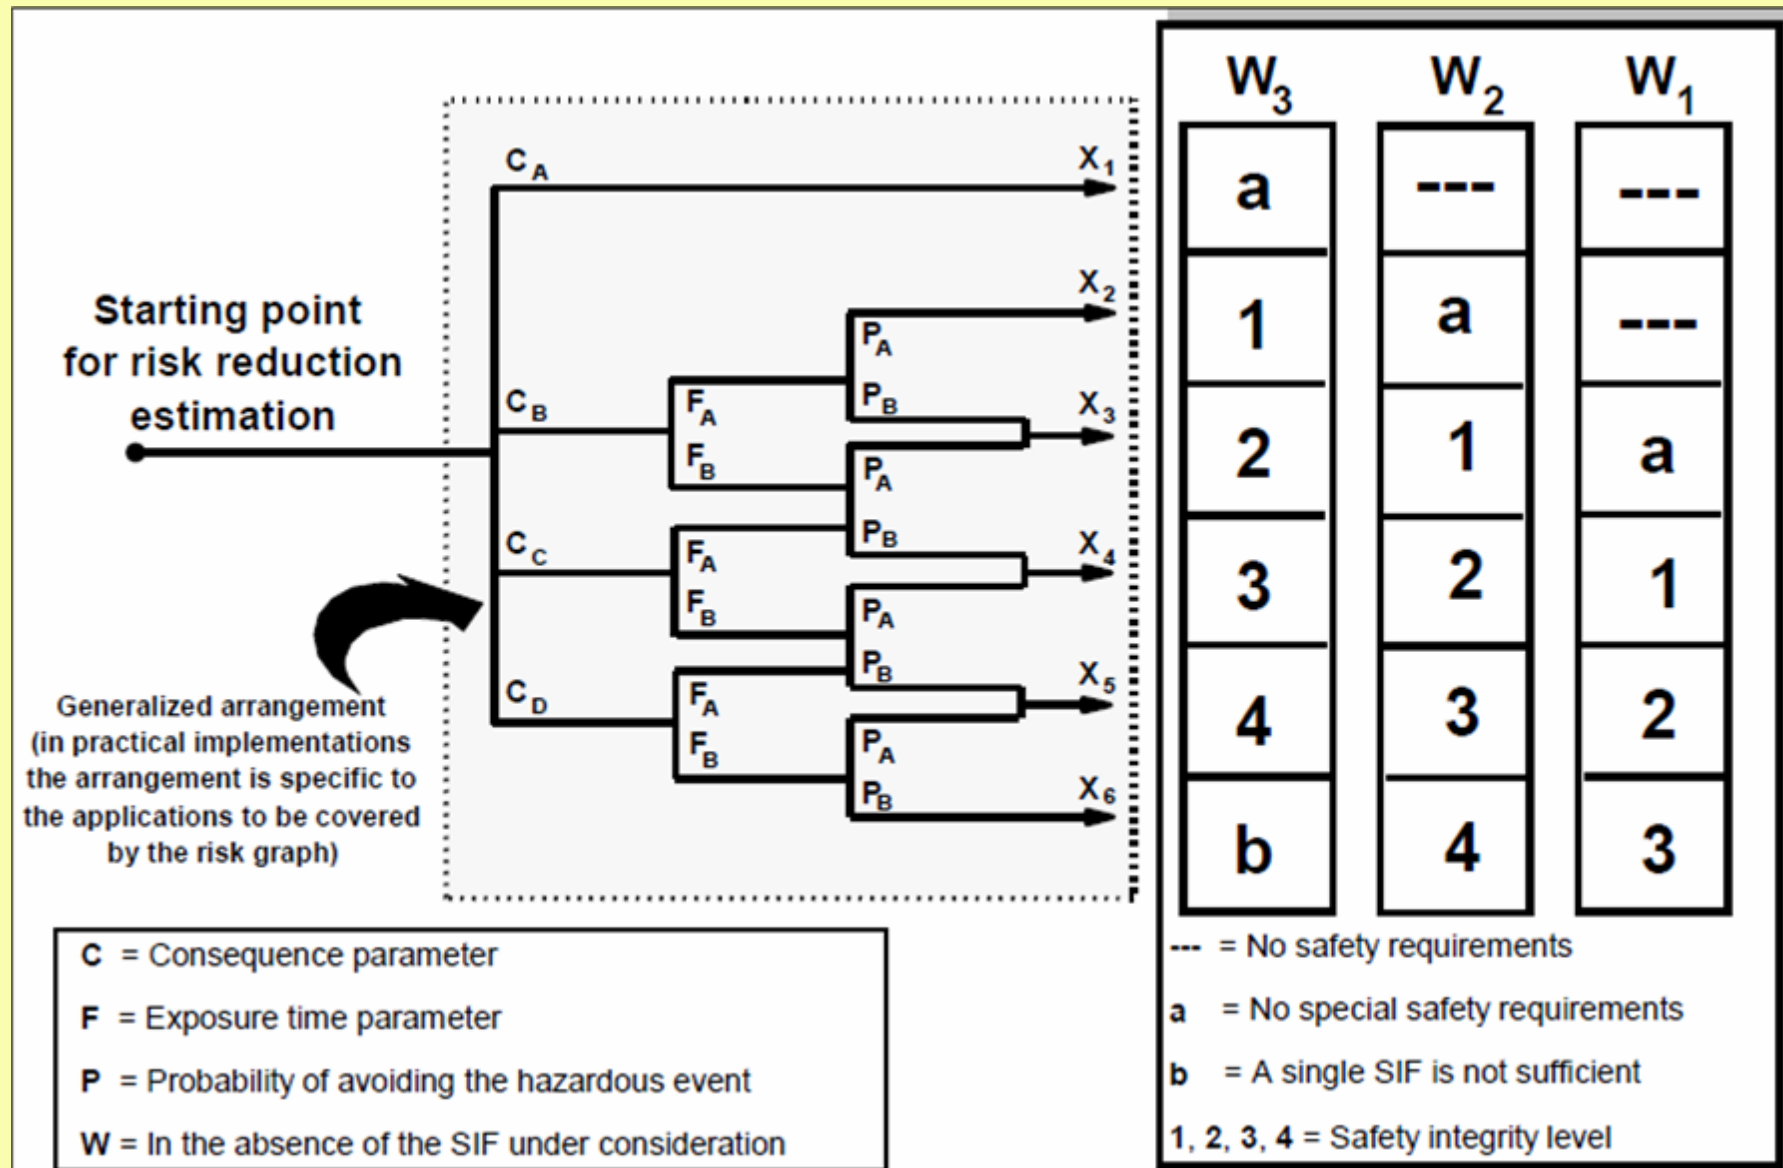 Starting point
for risk reduction
estimation
Generalized arrangement
(in practical implementations
the arrangement is specific to
the applications to be covered
by the risk graph)
C A
X 1
X 2
P A
C B
F A
P B
X 3
F B
P A
P B
C C
F A
X 4
F B
P A
P B
X 5
C D
F A
F B
P A
P B
X 6
W3 W2 W1
a --- ---
1 a ---
2 1 a
3 2 1
4 3 2
b 4 3
C = Consequence parameter
F = Exposure time parameter
P = Probability of avoiding the hazardous event
W = In the absence of the SIF under consideration
--- = No safety requirements
a = No special safety requirements
b = A single SIF is not sufficient
1, 2, 3, 4 = Safety integrity level